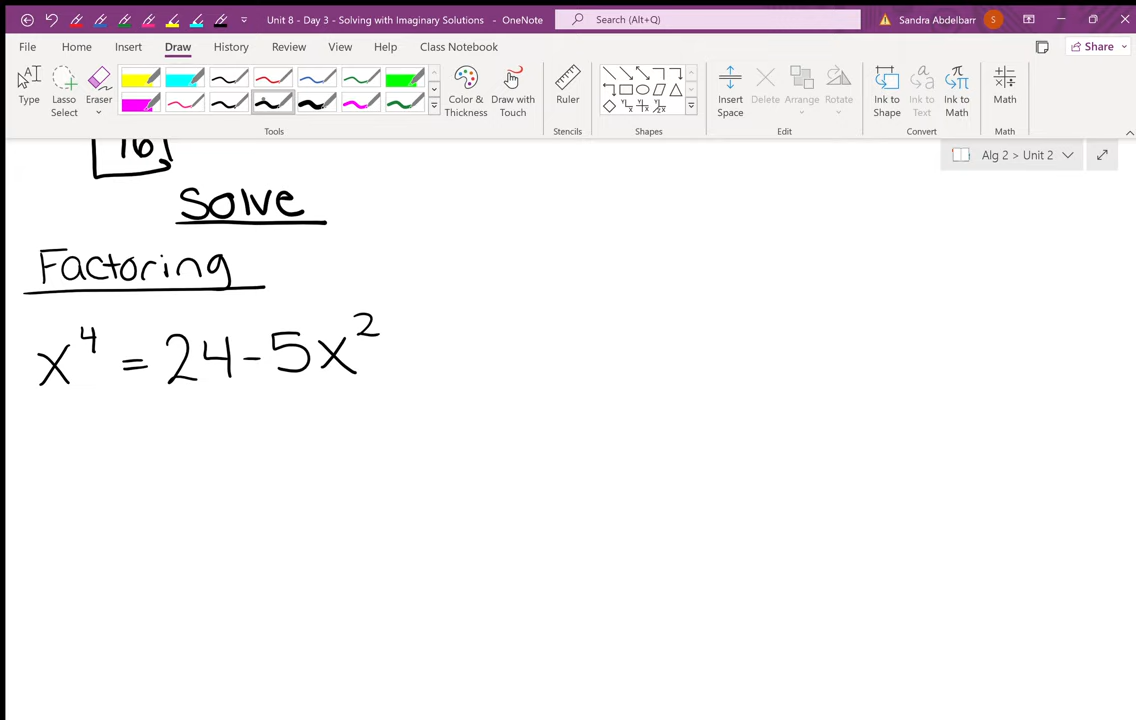 Unit 8 - Day 3 - Solving with Imaginary Solutions - OneNote
Search (Alt+Q)
Sandra Abdelbarr
S
File Home Insert Draw History Review View Help Class Notebook
Share
Type
Lasso Select
Eraser
Color & Thickness
Draw with Touch
Ruler
Insert Space
Delete
Arrange
Rotate
Ink to Shape
Ink to Text
Ink to Math
Math
Tools Stencils Shapes Edit Convert Math
Alg 2 > Unit 2
16
Solve
Factoring
x⁴ = 24-5x²